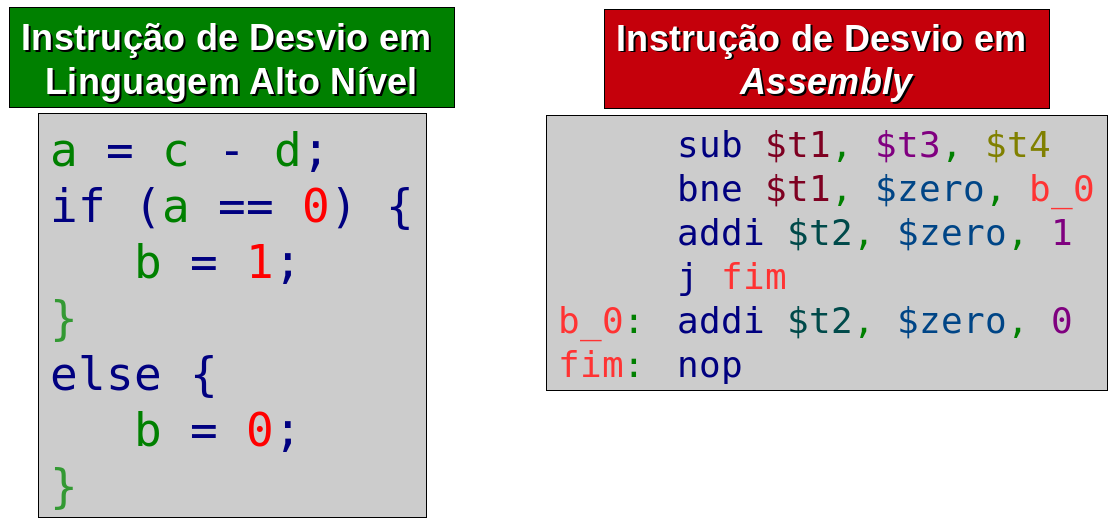 Instrução de Desvio em
Linguagem Alto Nível
a = c - d;
if (a == 0) {
   b = 1;
}
else {
   b = 0;
}
Instrução de Desvio em
Assembly
sub $t1, $t3, $t4
bne $t1, $zero, b_0
addi $t2, $zero, 1
j fim
b_0: addi $t2, $zero, 0
fim: nop